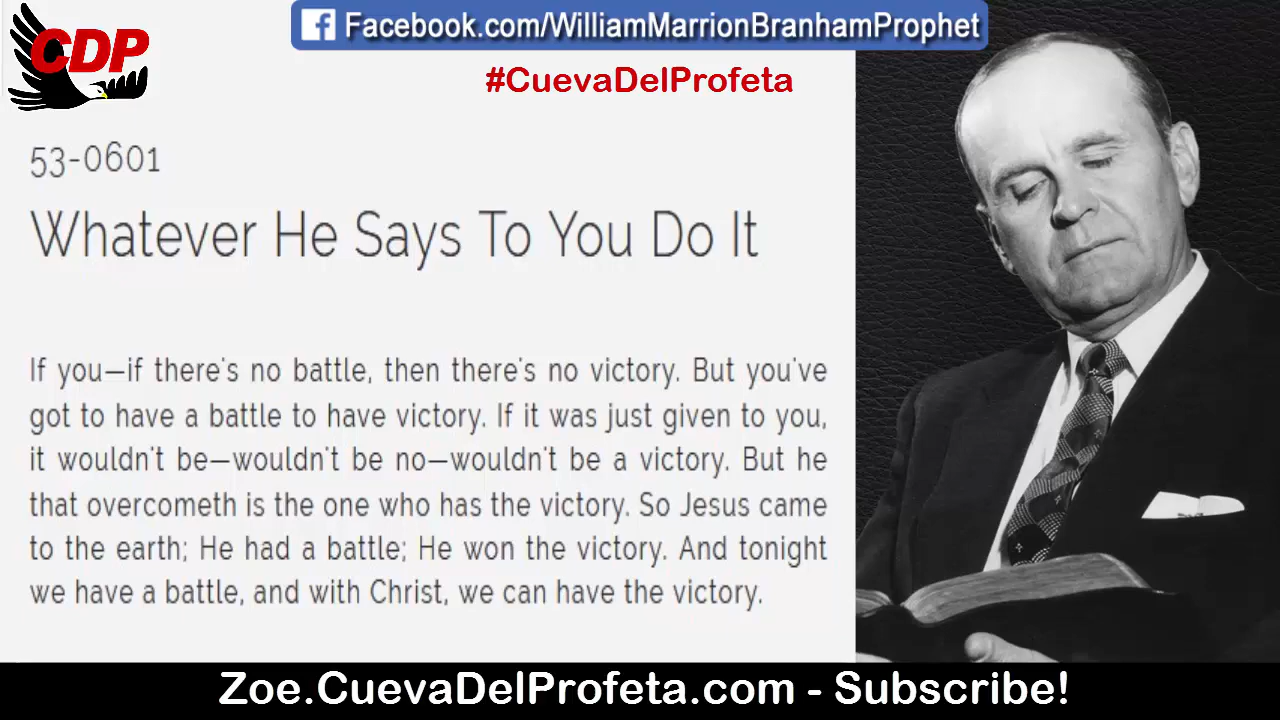 CDP
Facebook.com/WilliamMarrionBranhamProphet
#CuevaDelProfeta
53-0601
Whatever He Says To You Do It
If you—if there's no battle, then there's no victory. But you've
got to have a battle to have victory. If it was just given to you,
it wouldn't be—wouldn't be no—wouldn't be a victory. But he
that overcometh is the one who has the victory. So Jesus came
to the earth; He had a battle; He won the victory. And tonight
we have a battle, and with Christ, we can have the victory.
Zoe.CuevaDelProfeta.com - Subscribe!